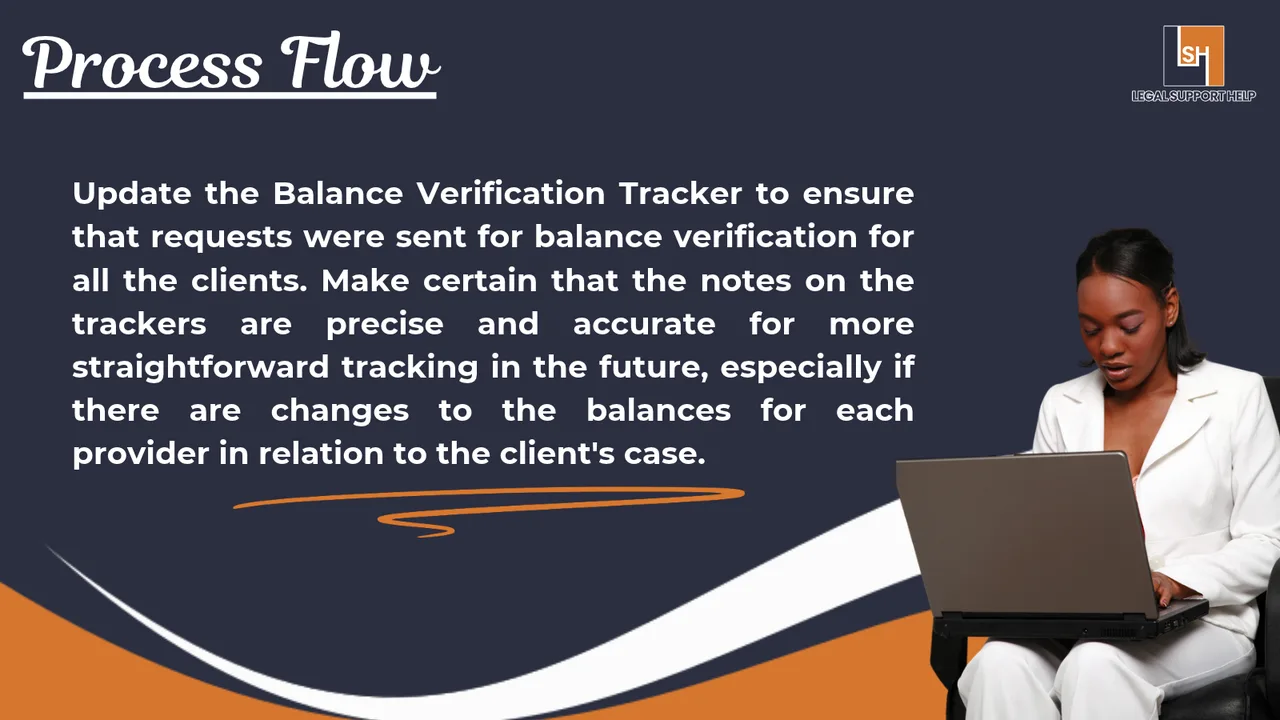 Process Flow
LSH
LEGAL SUPPORT HELP
Update the Balance Verification Tracker to ensure
that requests were sent for balance verification for
all the clients. Make certain that the notes on the
trackers are precise and accurate for more
straightforward tracking in the future, especially if
there are changes to the balances for each
provider in relation to the client's case.